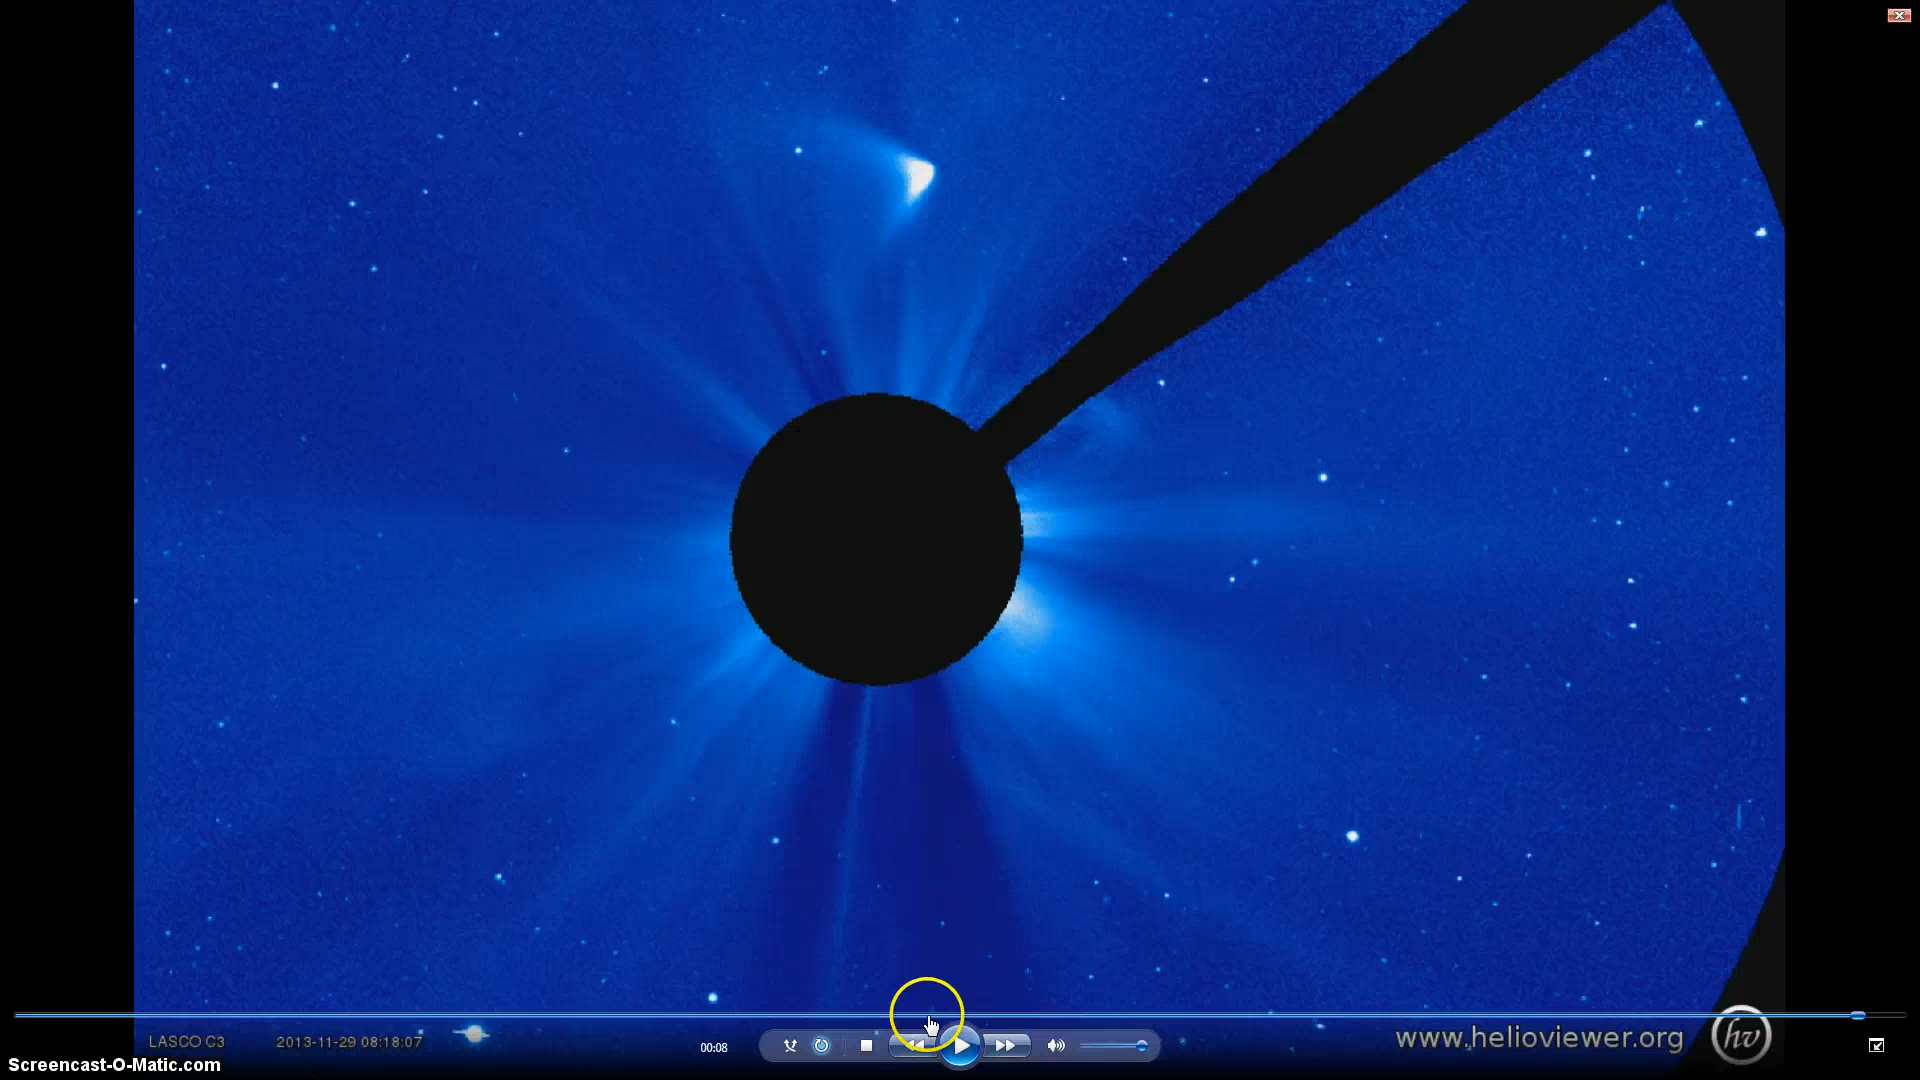 LASCO C3
2013-11-29 08:18:07
00:08
www.helioviewer.org
hv
Screencast-O-Matic.com